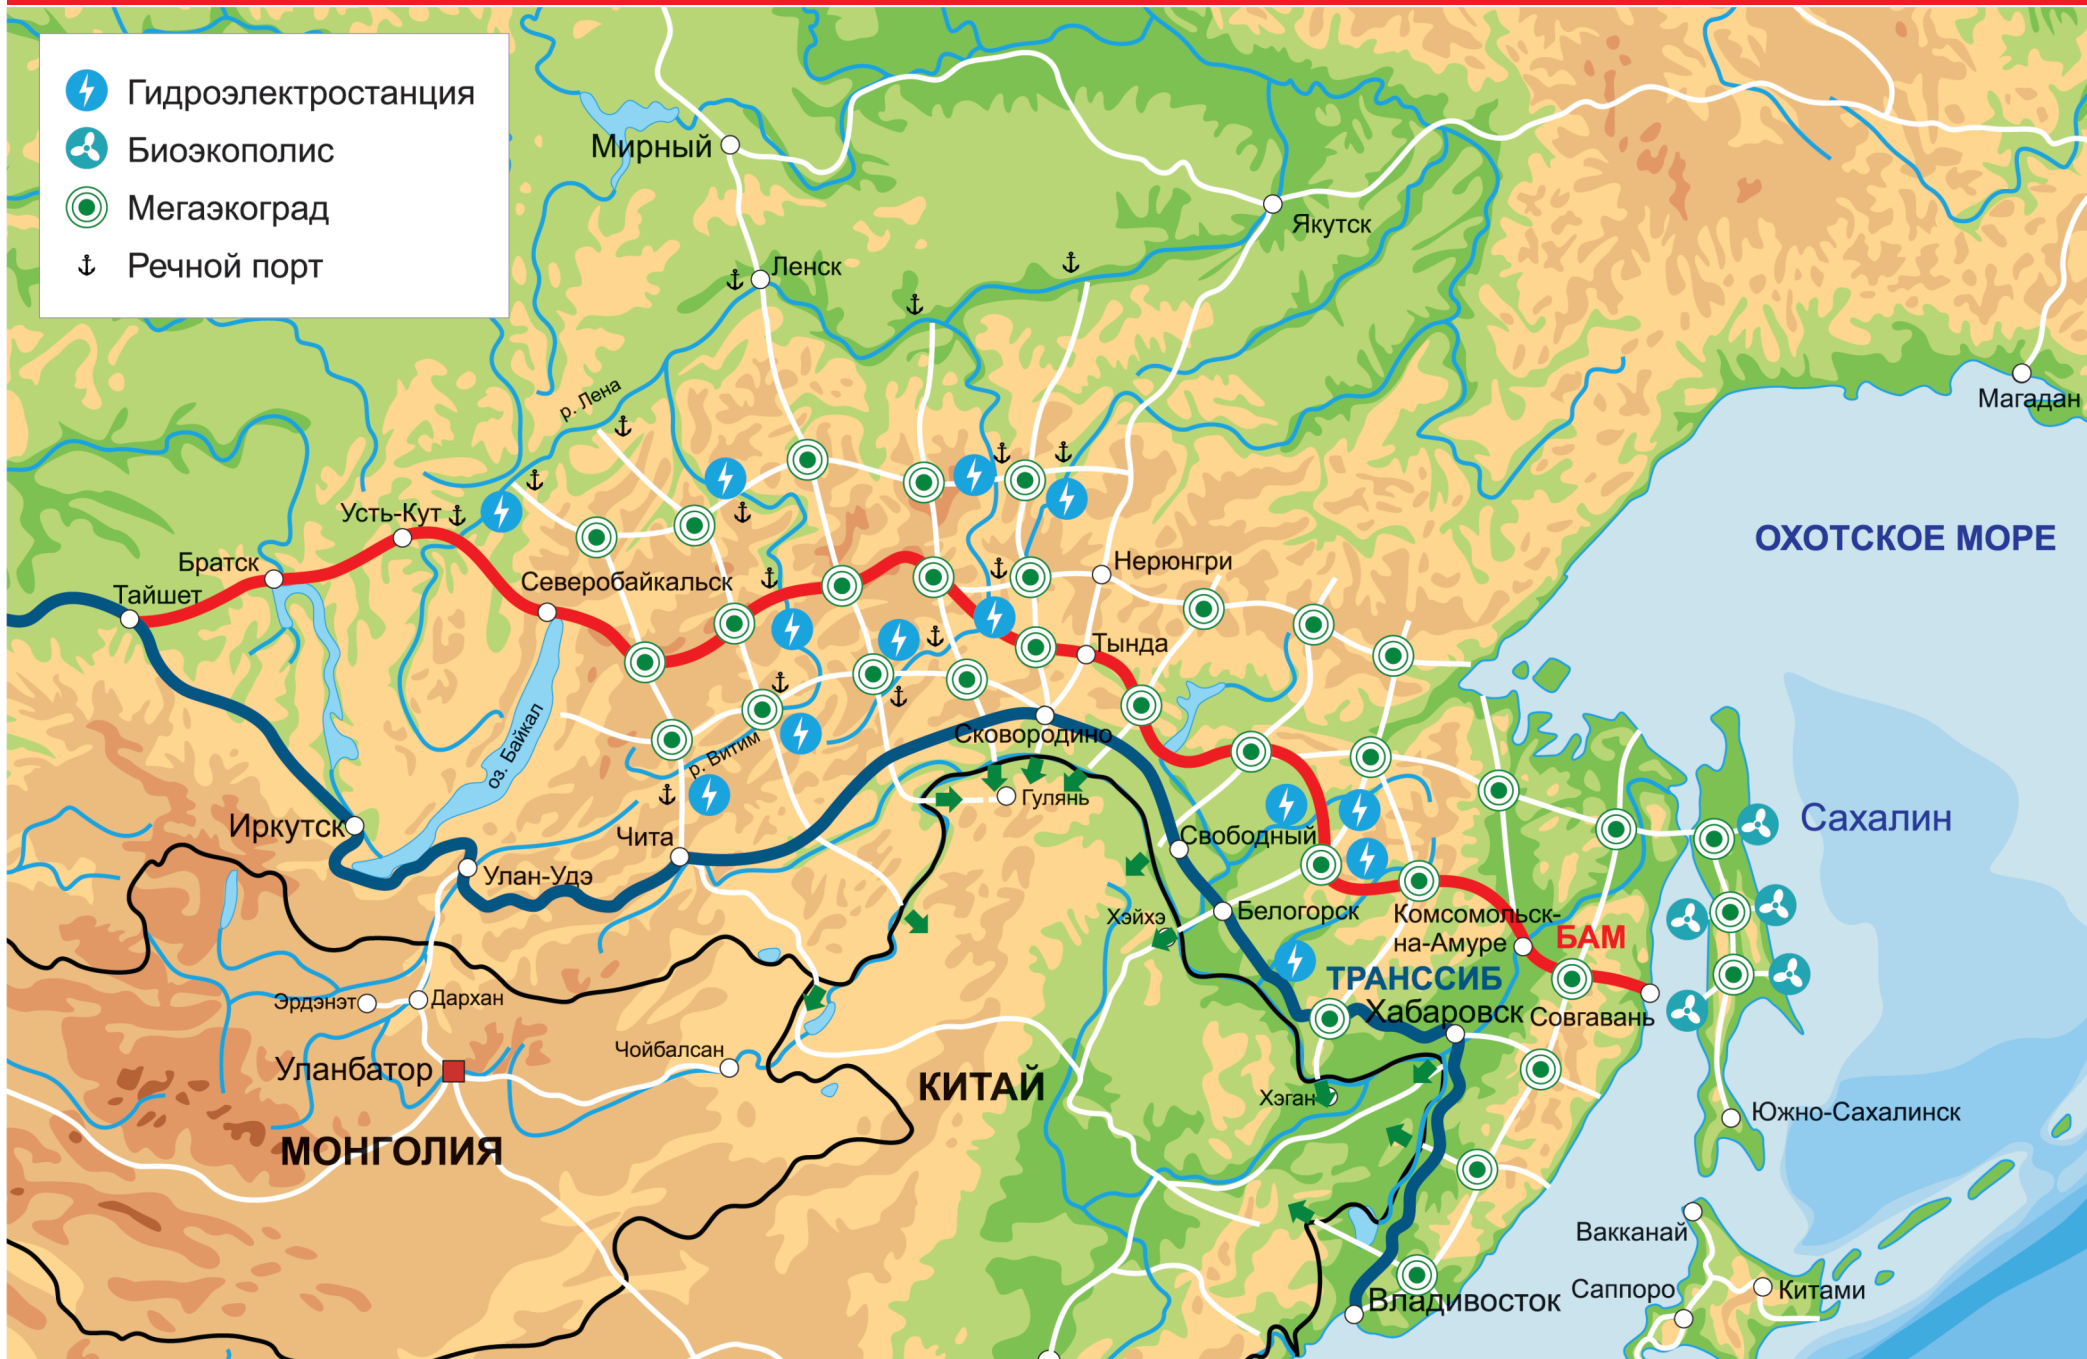 Гидроэлектростанция
Биоэкополис
Мегаэкоград
Речной порт
Мирный
Якутск
Ленск
Магадан
р. Лена
Усть-Кут
Братск
Тайшет
Северобайкальск
Нерюнгри
ОХОТСКОЕ МОРЕ
Тында
Сковородино
оз. Байкал
р. Витим
Гулянь
Сахалин
Иркутск
Чита
Свободный
Улан-Удэ
Хэйхэ
Белогорск
Комсомольск-
на-Амуре
БАМ
ТРАНССИБ
Эрдэнэт
Дархан
Хабаровск
Совгавань
Чойбалсан
Уланбатор
КИТАЙ
Хэган
Южно-Сахалинск
МОНГОЛИЯ
Вакканай
Саппоро
Китами
Владивосток